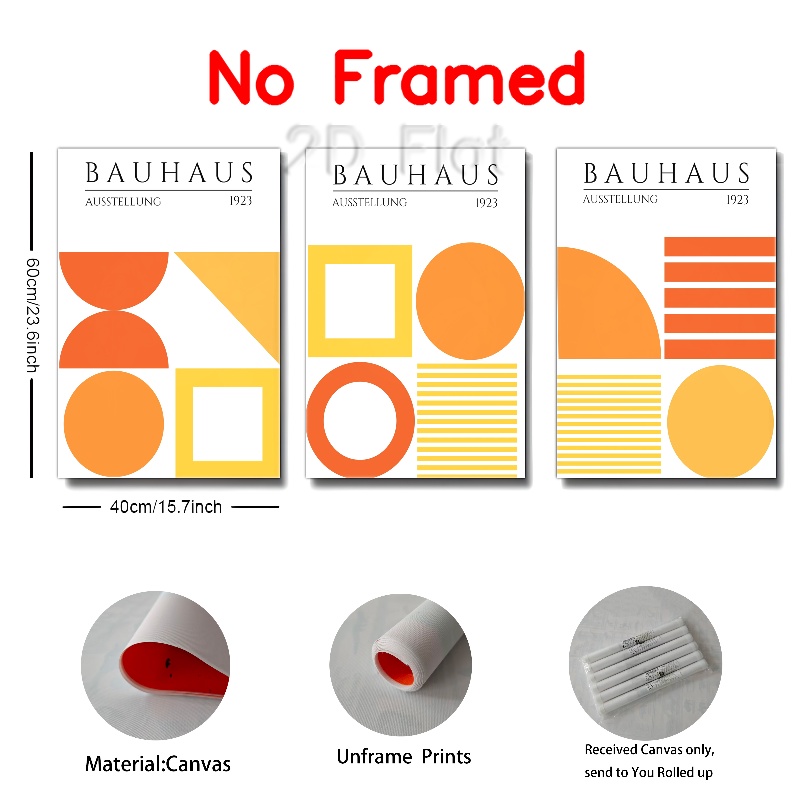 No Framed
2D Flat
BAUHAUS
AUSSTELLUNG 1923
BAUHAUS
AUSSTELLUNG 1923
BAUHAUS
AUSSTELLUNG 1923
60cm/23.6inch
40cm/15.7inch
Material:Canvas
Unframe Prints
Received Canvas only,
send to You Rolled up